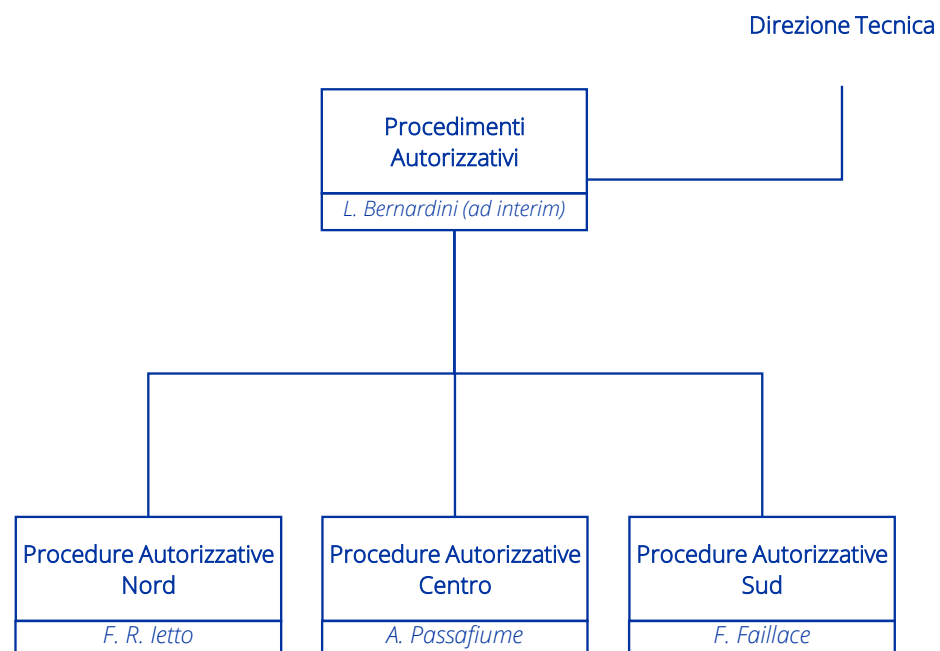 Direzione Tecnica
Procedimenti
Autorizzativi
L. Bernardini (ad interim)
Procedure Autorizzative
Nord
F. R. Ietto
Procedure Autorizzative
Centro
A. Passafiume
Procedure Autorizzative
Sud
F. Faillace